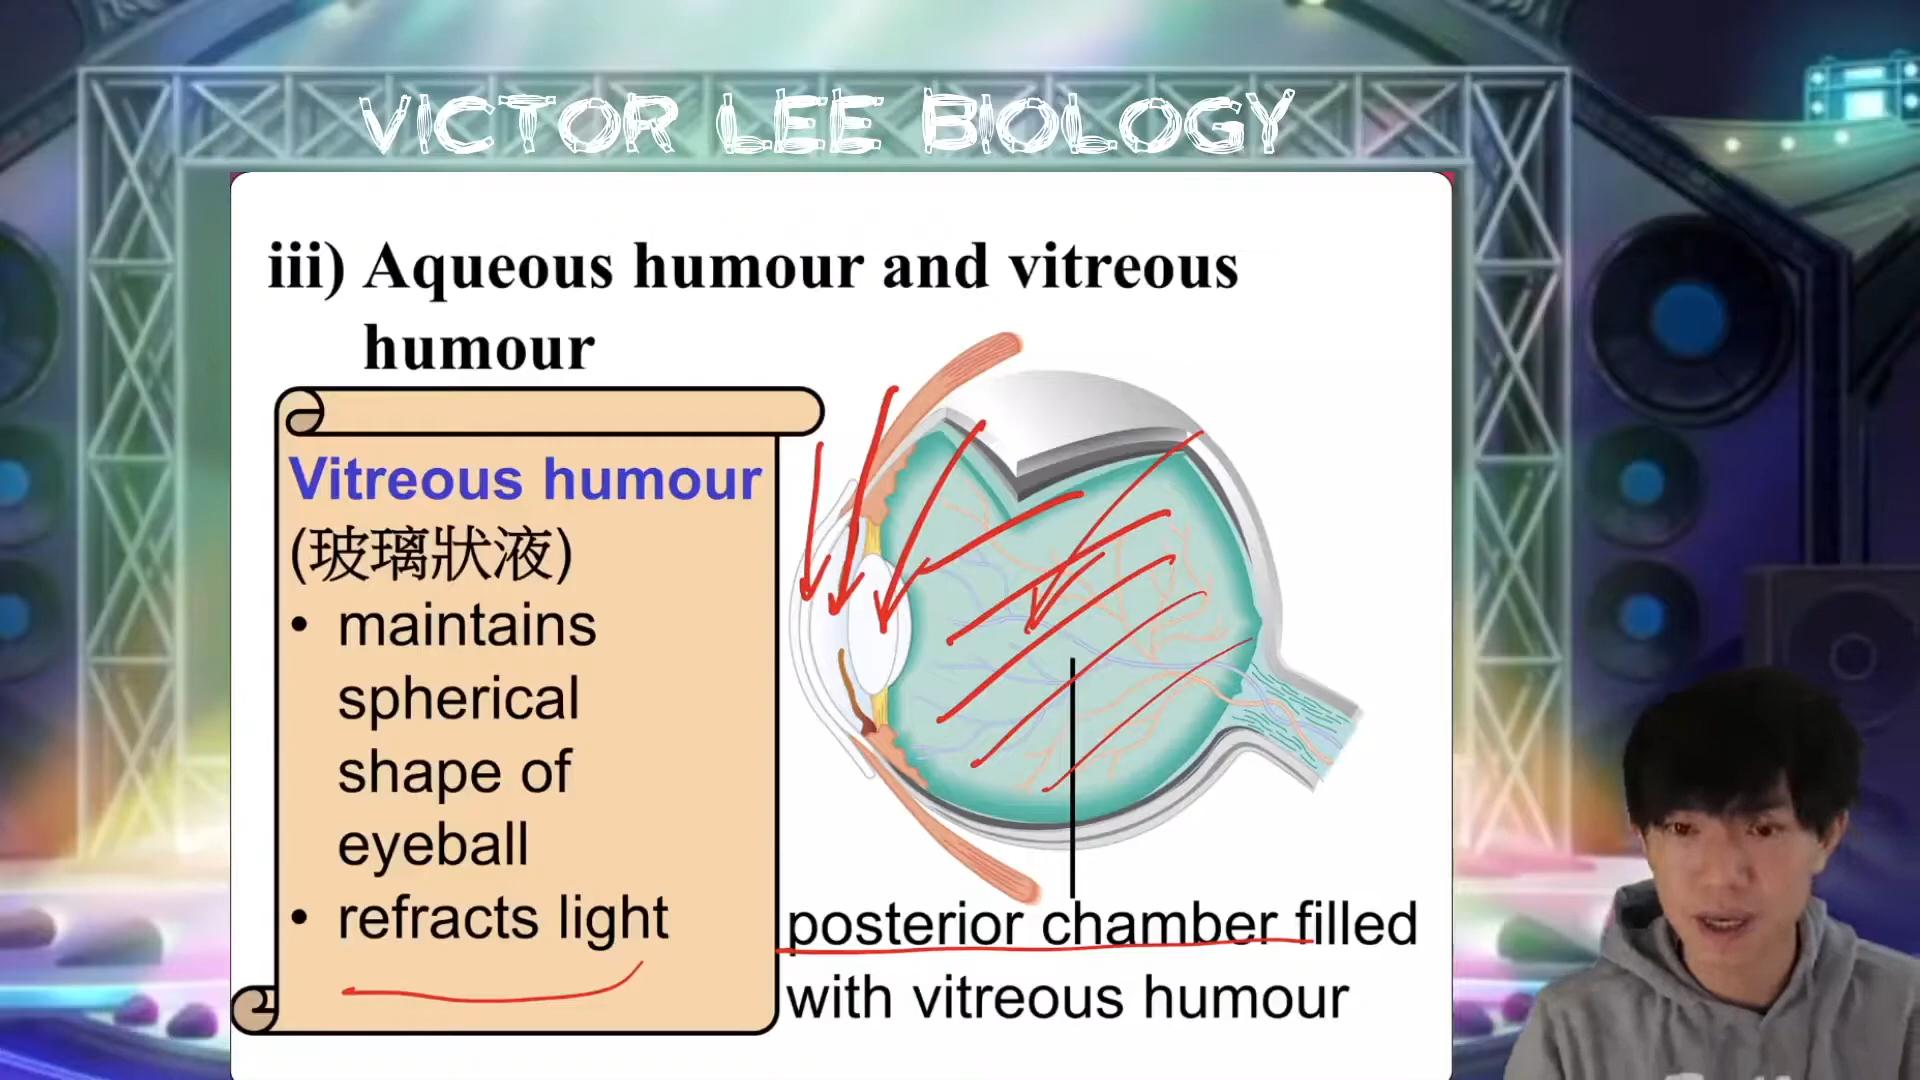 VICTOR LEE BIOLOGY
iii) Aqueous humour and vitreous
humour
Vitreous humour
(玻璃狀液)
• maintains
spherical
shape of
eyeball
• refracts light
posterior chamber filled
with vitreous humour